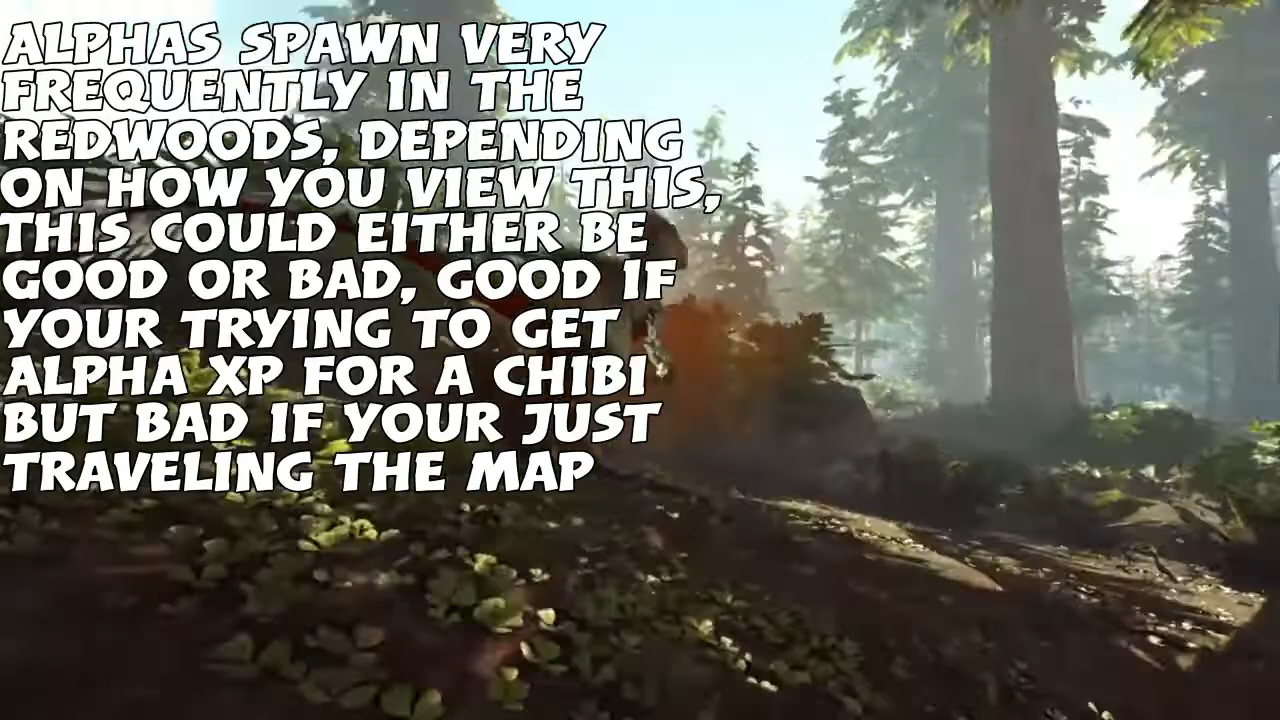 ALPHAS SPAWN VERY
FREQUENTLY IN THE
REDWOODS, DEPENDING
ON HOW YOU VIEW THIS,
THIS COULD EITHER BE
GOOD OR BAD, GOOD IF
YOUR TRYING TO GET
ALPHA XP FOR A CHIBI
BUT BAD IF YOUR JUST
TRAVELING THE MAP